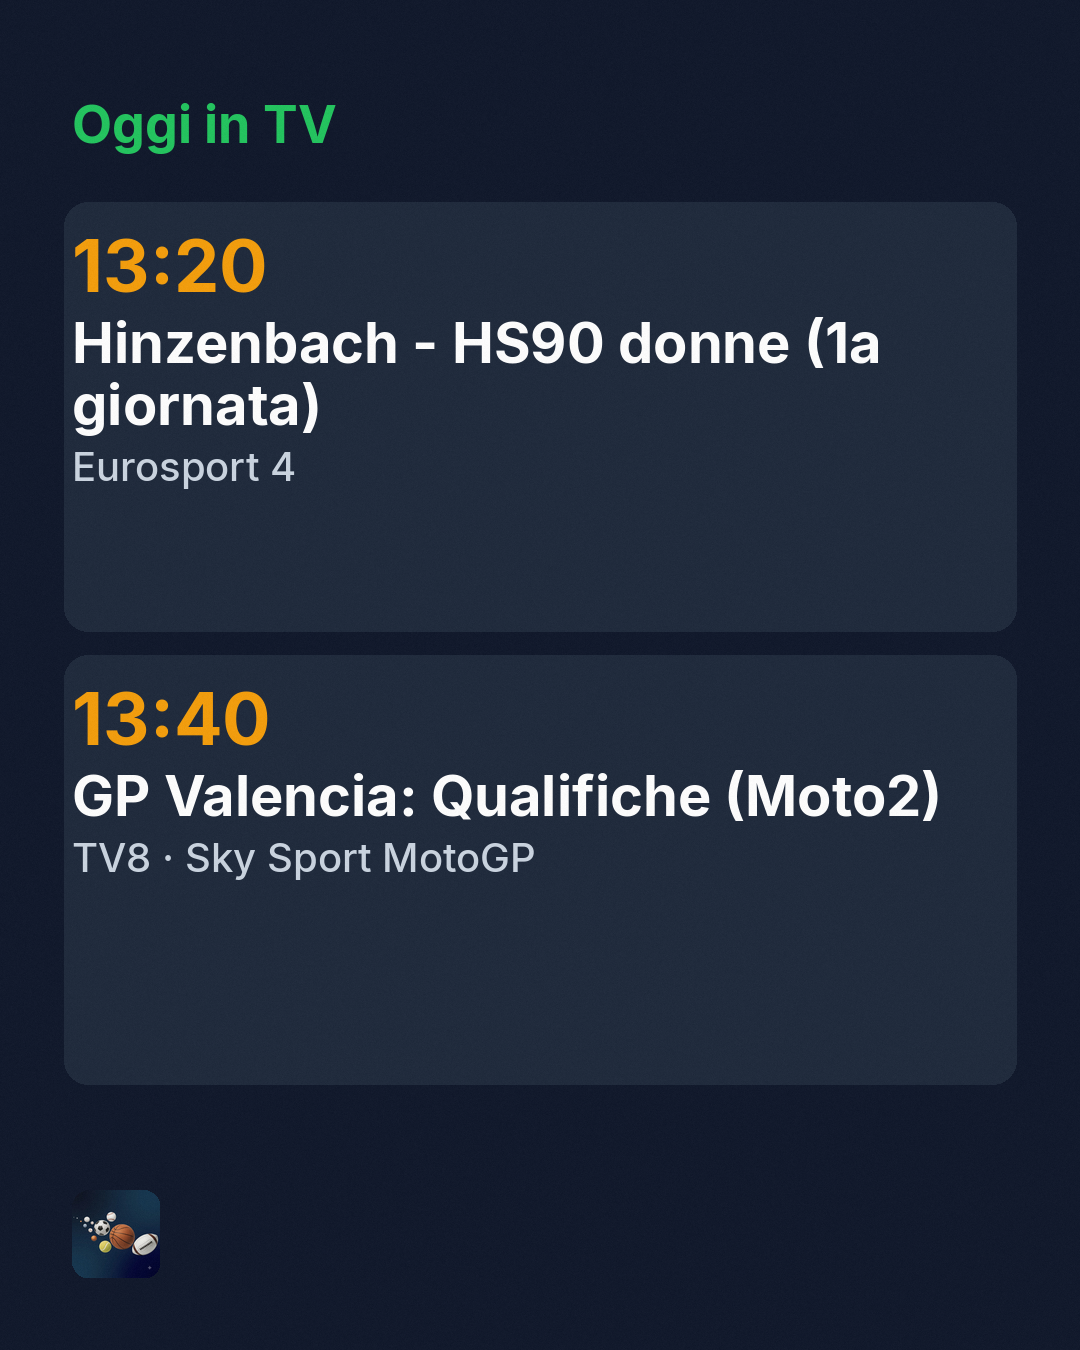 Oggi in TV
13:20
Hinzenbach - HS90 donne (1a
giornata)
Eurosport 4
13:40
GP Valencia: Qualifiche (Moto2)
TV8 · Sky Sport MotoGP